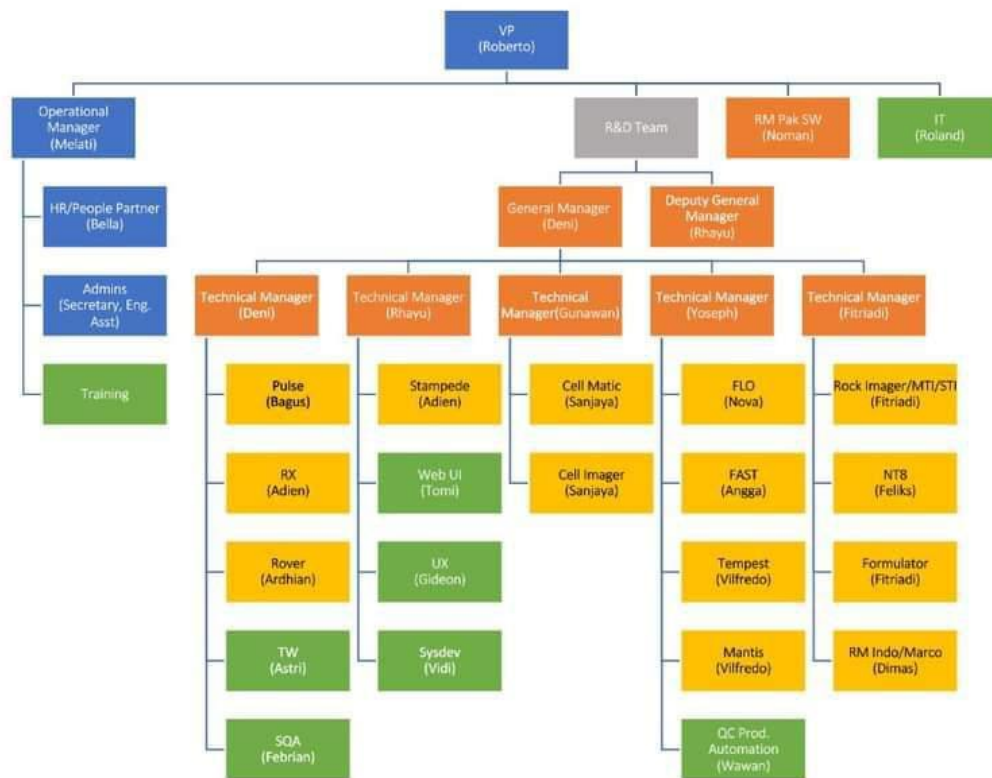 VP
(Roberto)
Operational
Manager
(Melati)
R&D Team
RM Pak SW
(Noman)
IT
(Roland)
HR/People Partner
(Bella)
General Manager
(Deni)
Deputy General
Manager
(Rhayu)
Admins
(Secretary, Eng.
Asst)
Technical Manager
(Deni)
Technical Manager
(Rhayu)
Technical
Manager(Gunawan)
Technical Manager
(Yoseph)
Technical Manager
(Fitriadi)
Training
Pulse
(Bagus)
Stampede
(Adien)
Cell Matic
(Sanjaya)
FLO
(Nova)
Rock Imager/MTI/STI
(Fitriadi)
RX
(Adien)
Web UI
(Tomi)
Cell Imager
(Sanjaya)
FAST
(Angga)
NT8
(Feliks)
Rover
(Ardhian)
UX
(Gideon)
Tempest
(Vilfredo)
Formulator
(Fitriadi)
TW
(Astri)
Sysdev
(Vidi)
Mantis
(Vilfredo)
RM Indo/Marco
(Dimas)
SQA
(Febrian)
QC Prod.
Automation
(Wawan)